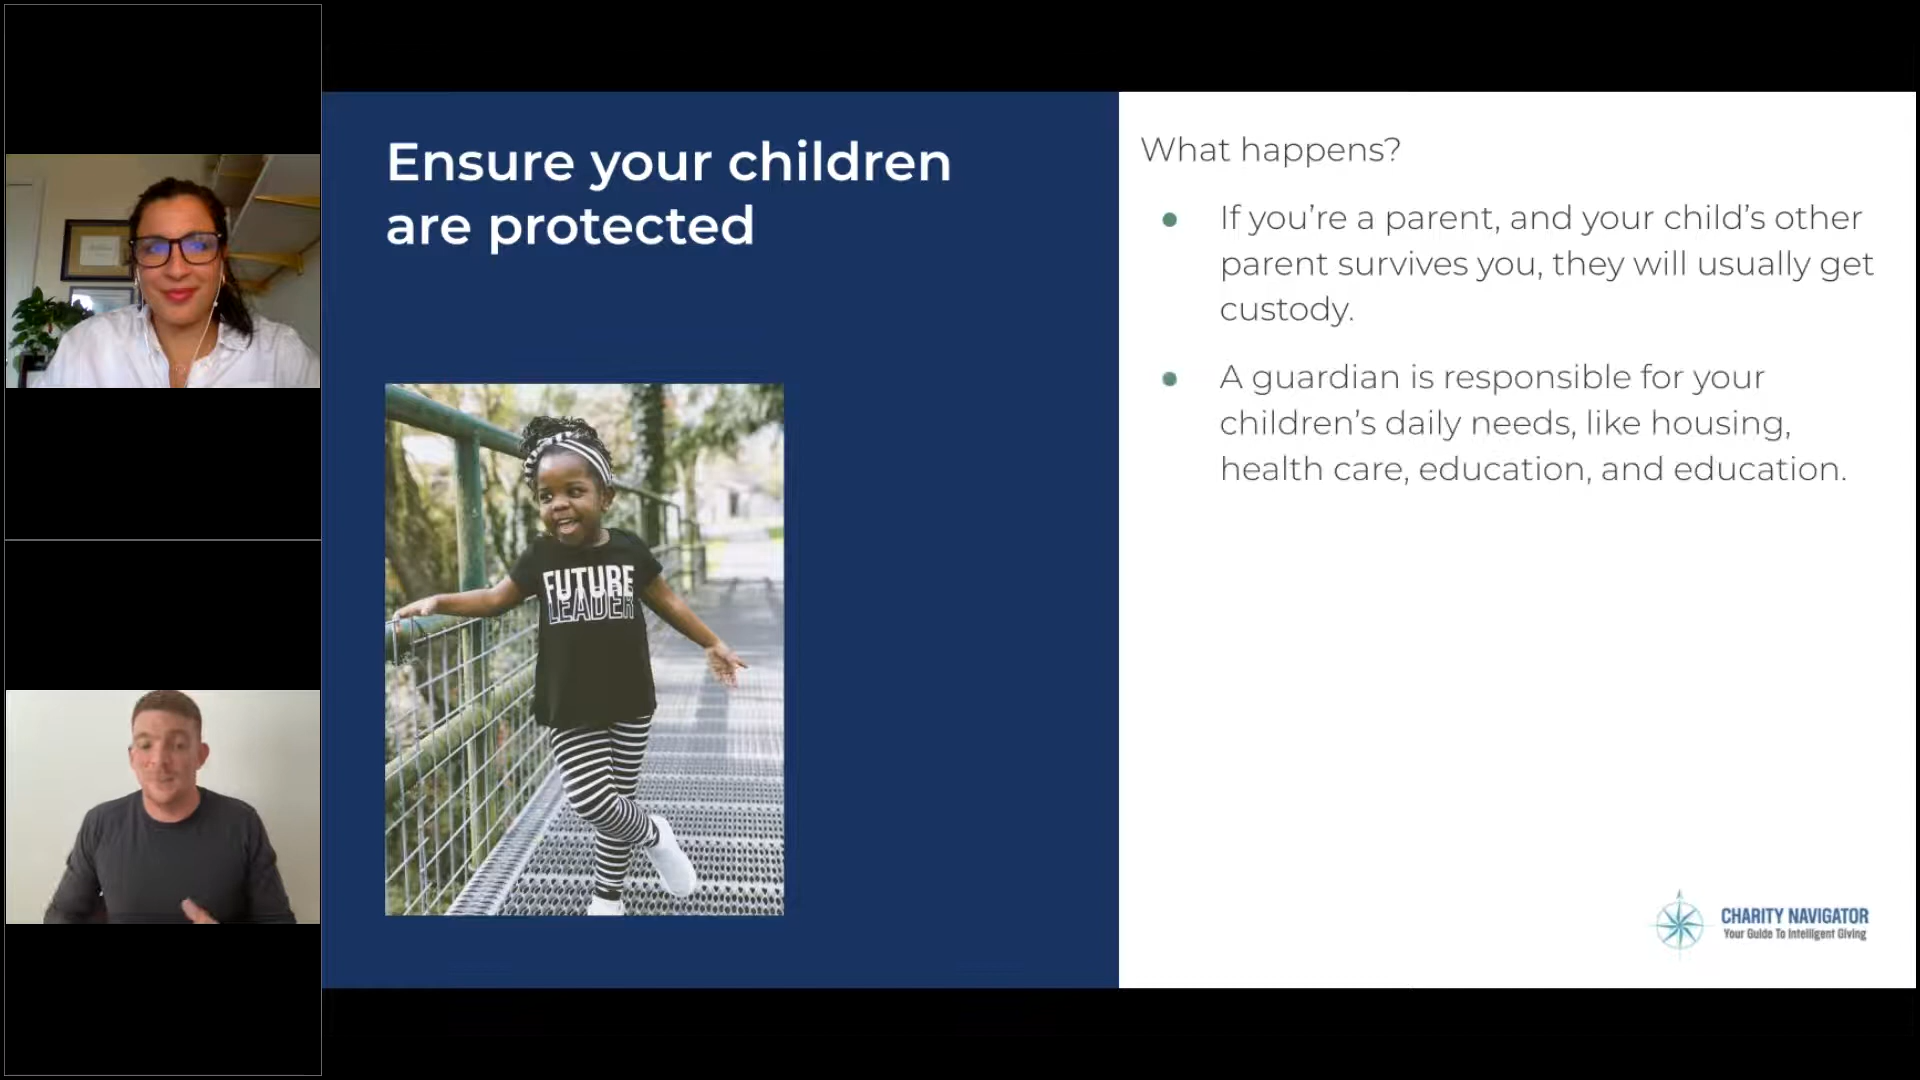 Ensure your children
are protected
FUTURE
LEADER
What happens?
● If you’re a parent, and your child’s other
parent survives you, they will usually get
custody.
● A guardian is responsible for your
children’s daily needs, like housing,
health care, education, and education.
CHARITY NAVIGATOR
Your Guide To Intelligent Giving